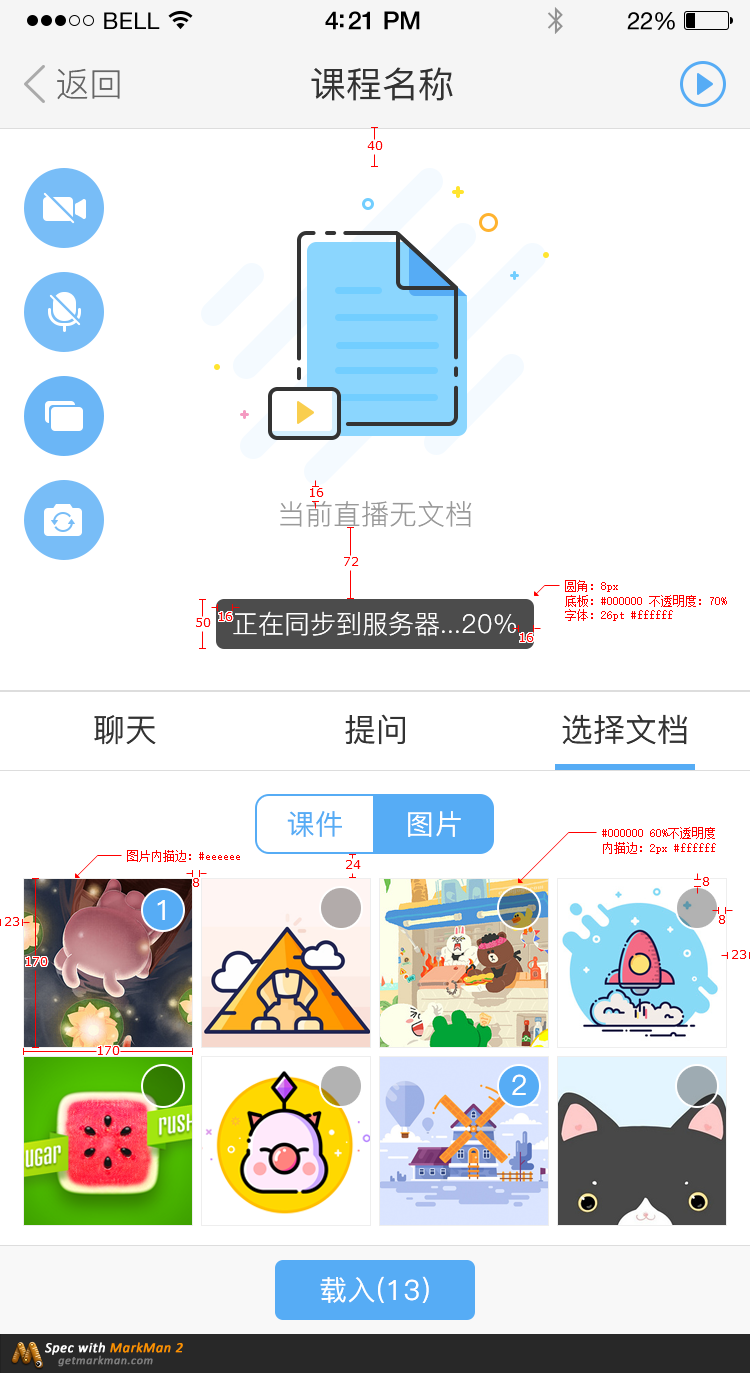 BELL 4:21 PM 22%
返回 课程名称
40
16
当前直播无文档
72
圆角: 8px
底板: #000000 不透明度: 70%
字体: 26pt #ffffff
50 16 正在同步到服务器...20% 16
聊天 提问 选择文档
课件 图片
#000000 60%不透明度
内描边: 2px #ffffff
图片内描边: #eeeeee
24
8 8
1
23 8
170 23
170
2
UGAR RUSH
载入(13)
Spec with MarkMan 2
getmarkman.com